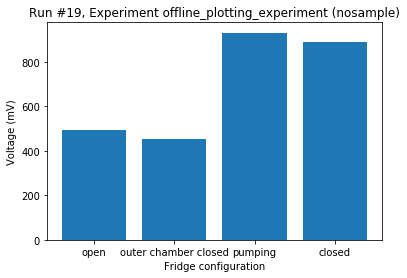 Run #19, Experiment offline_plotting_experiment (nosample)
Voltage (mV)
800
600
400
200
0
open outer chamber closed pumping closed
Fridge configuration